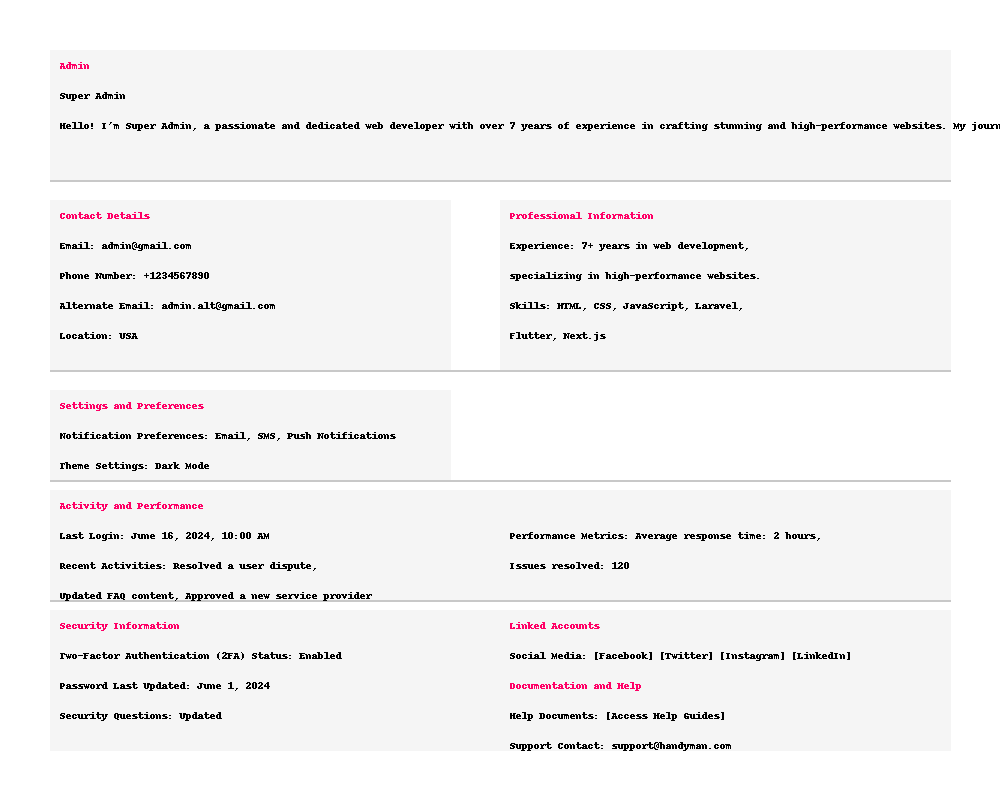 Admin
Super Admin
Hello! I'm Super Admin, a passionate and dedicated web developer with over 7 years of experience in crafting stunning and high-performance websites. My
Contact Details
Email: admin@gmail.com
Phone Number: +1234567890
Alternate Email: admin.alt@gmail.com
Location: USA
Professional Information
Experience: 7+ years in web development,
specializing in high-performance websites.
Skills: HTML, CSS, JavaScript, Laravel,
Flutter, Next.js
Settings and Preferences
Notification Preferences: Email, SMS, Push Notifications
Theme Settings: Dark Mode
Activity and Performance
Last Login: June 16, 2024, 10:00 AM
Recent Activities: Resolved a user dispute,
Updated FAQ content, Approved a new service provider
Performance Metrics: Average response time: 2 hours,
Issues resolved: 120
Security Information
Two-Factor Authentication (2FA) Status: Enabled
Password Last Updated: June 1, 2024
Security Questions: Updated
Linked Accounts
Social Media: [Facebook] [Twitter] [Instagram] [LinkedIn]
Documentation and Help
Help Documents: [Access Help Guides]
Support Contact: support@handyman.com